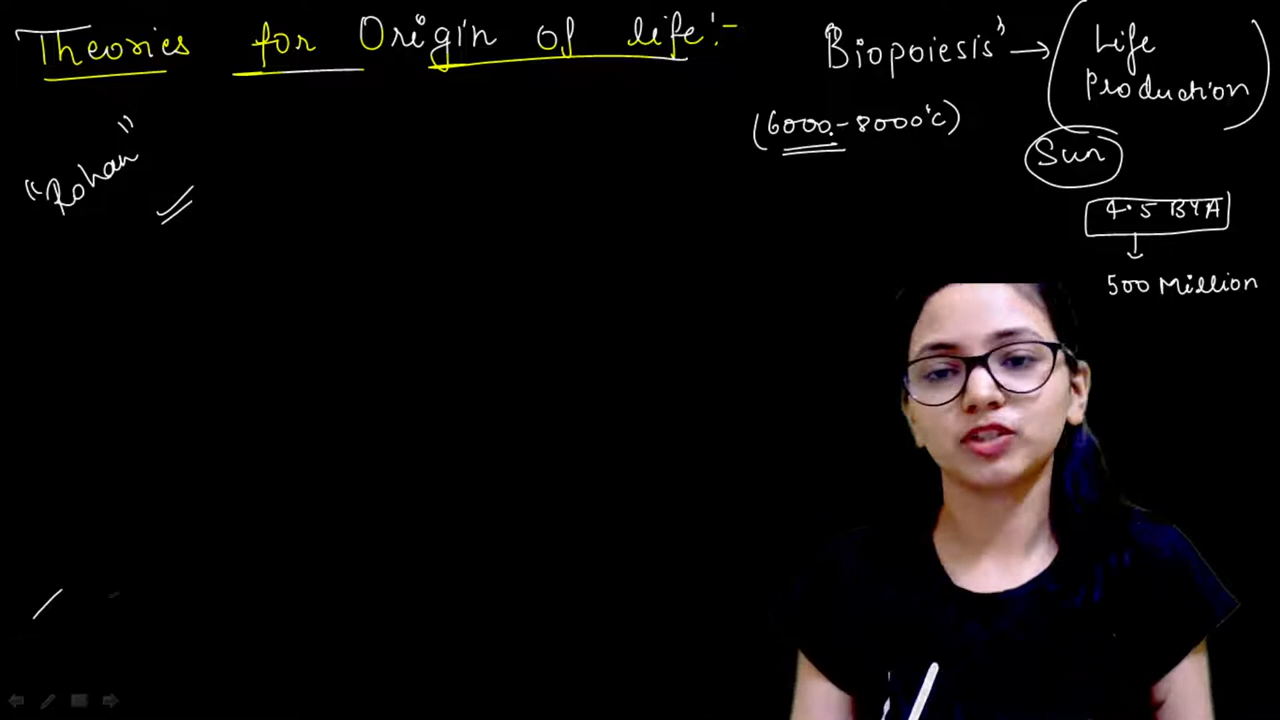 Theories for Origin of life:-
Biopoiesis' → Life
Production
(6000-8000°C)
Sun
"Rohan"
4.5 BYA
500 Million